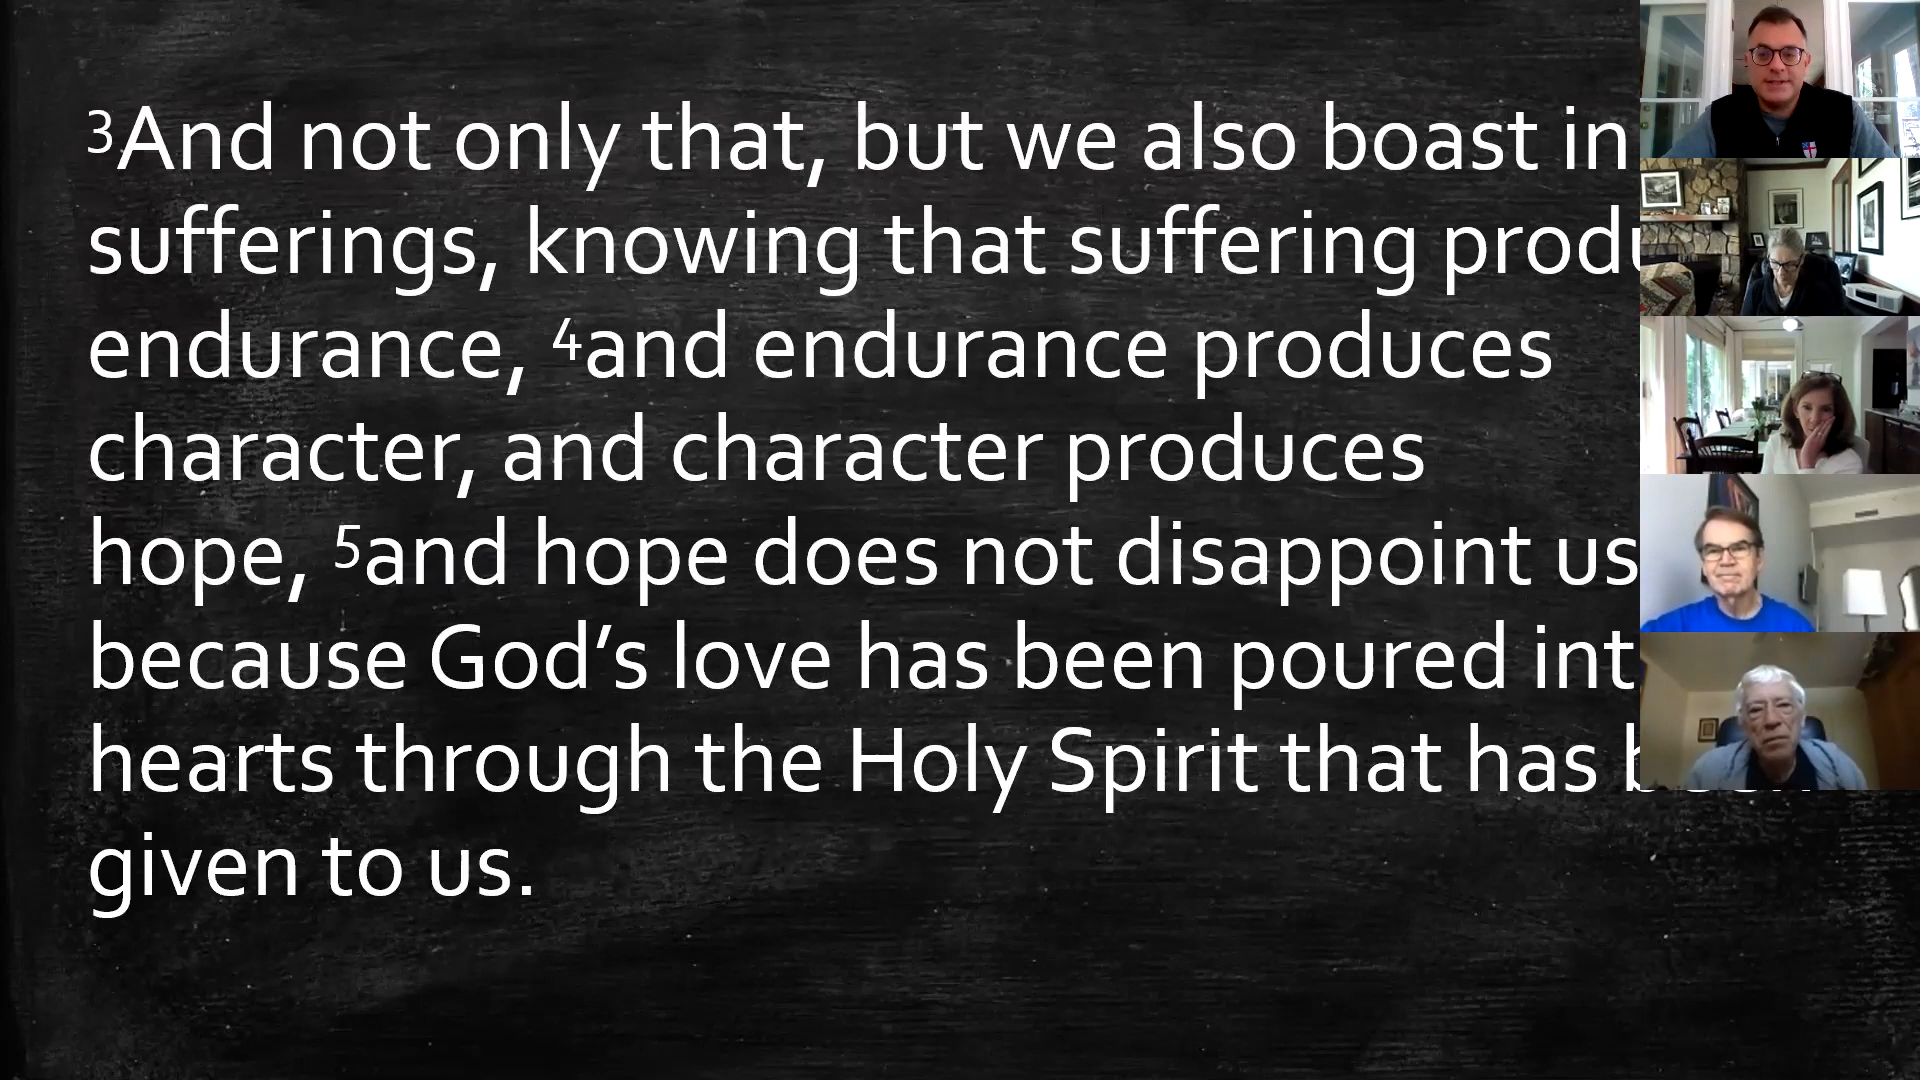 ³And not only that, but we also boast in
sufferings, knowing that suffering
endurance, ⁴and endurance produces
character, and character produces
hope, ⁵and hope does not disappoint us
because God’s love has been poured
hearts through the Holy Spirit that has
given to us.